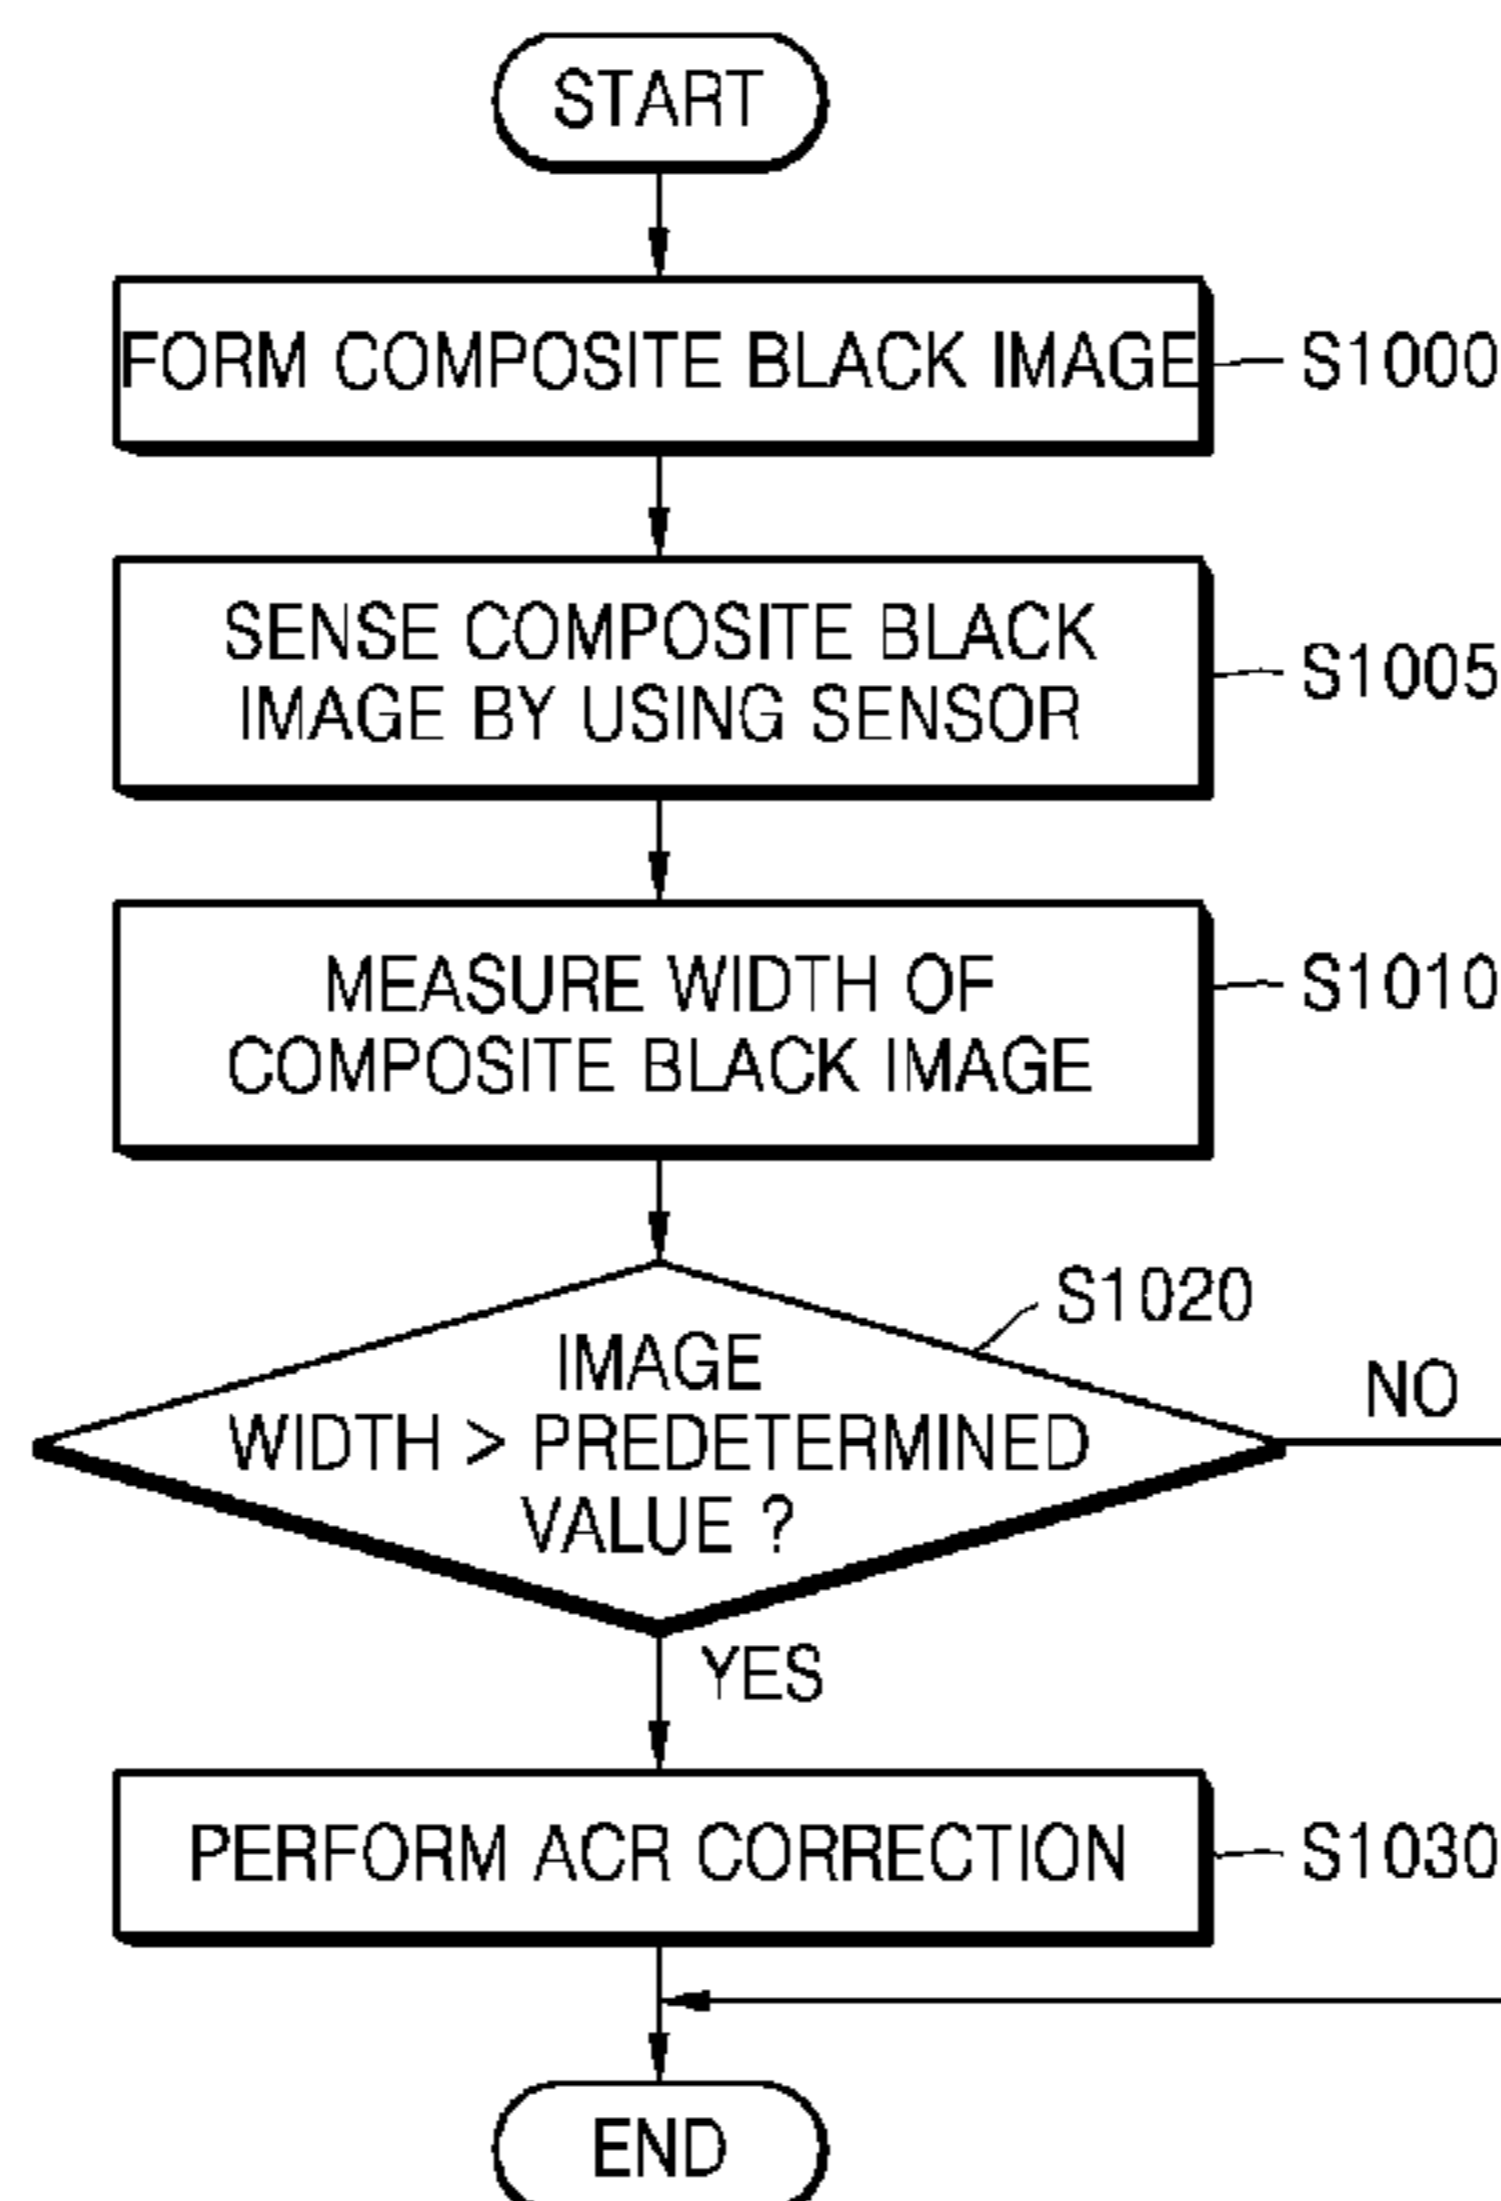 START
FORM COMPOSITE BLACK IMAGE
S1000
SENSE COMPOSITE BLACK
IMAGE BY USING SENSOR
S1005
MEASURE WIDTH OF
COMPOSITE BLACK IMAGE
S1010
S1020
IMAGE
WIDTH > PREDETERMINED
VALUE ?
NO
YES
PERFORM ACR CORRECTION
S1030
END